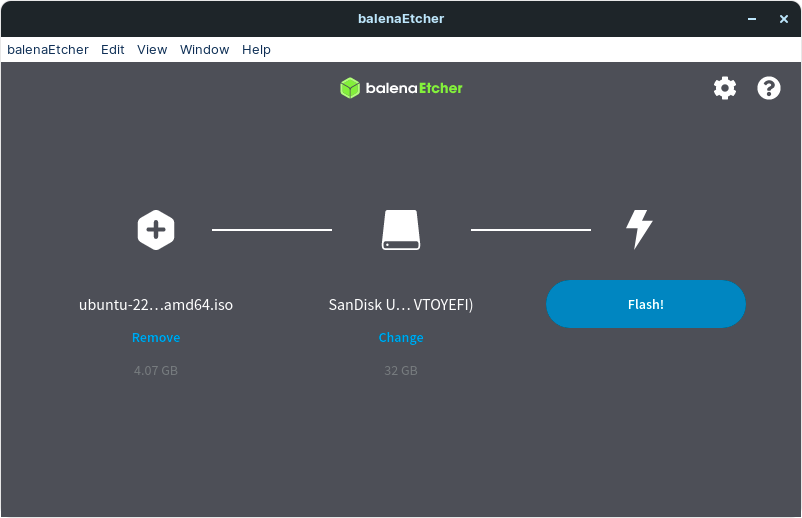 balenaEtcher
balenaEtcher Edit View Window Help
balenaEtcher
ubuntu-22…amd64.iso
SanDisk U… VTOYEFI)
Flash!
Remove
Change
4.07 GB
32 GB